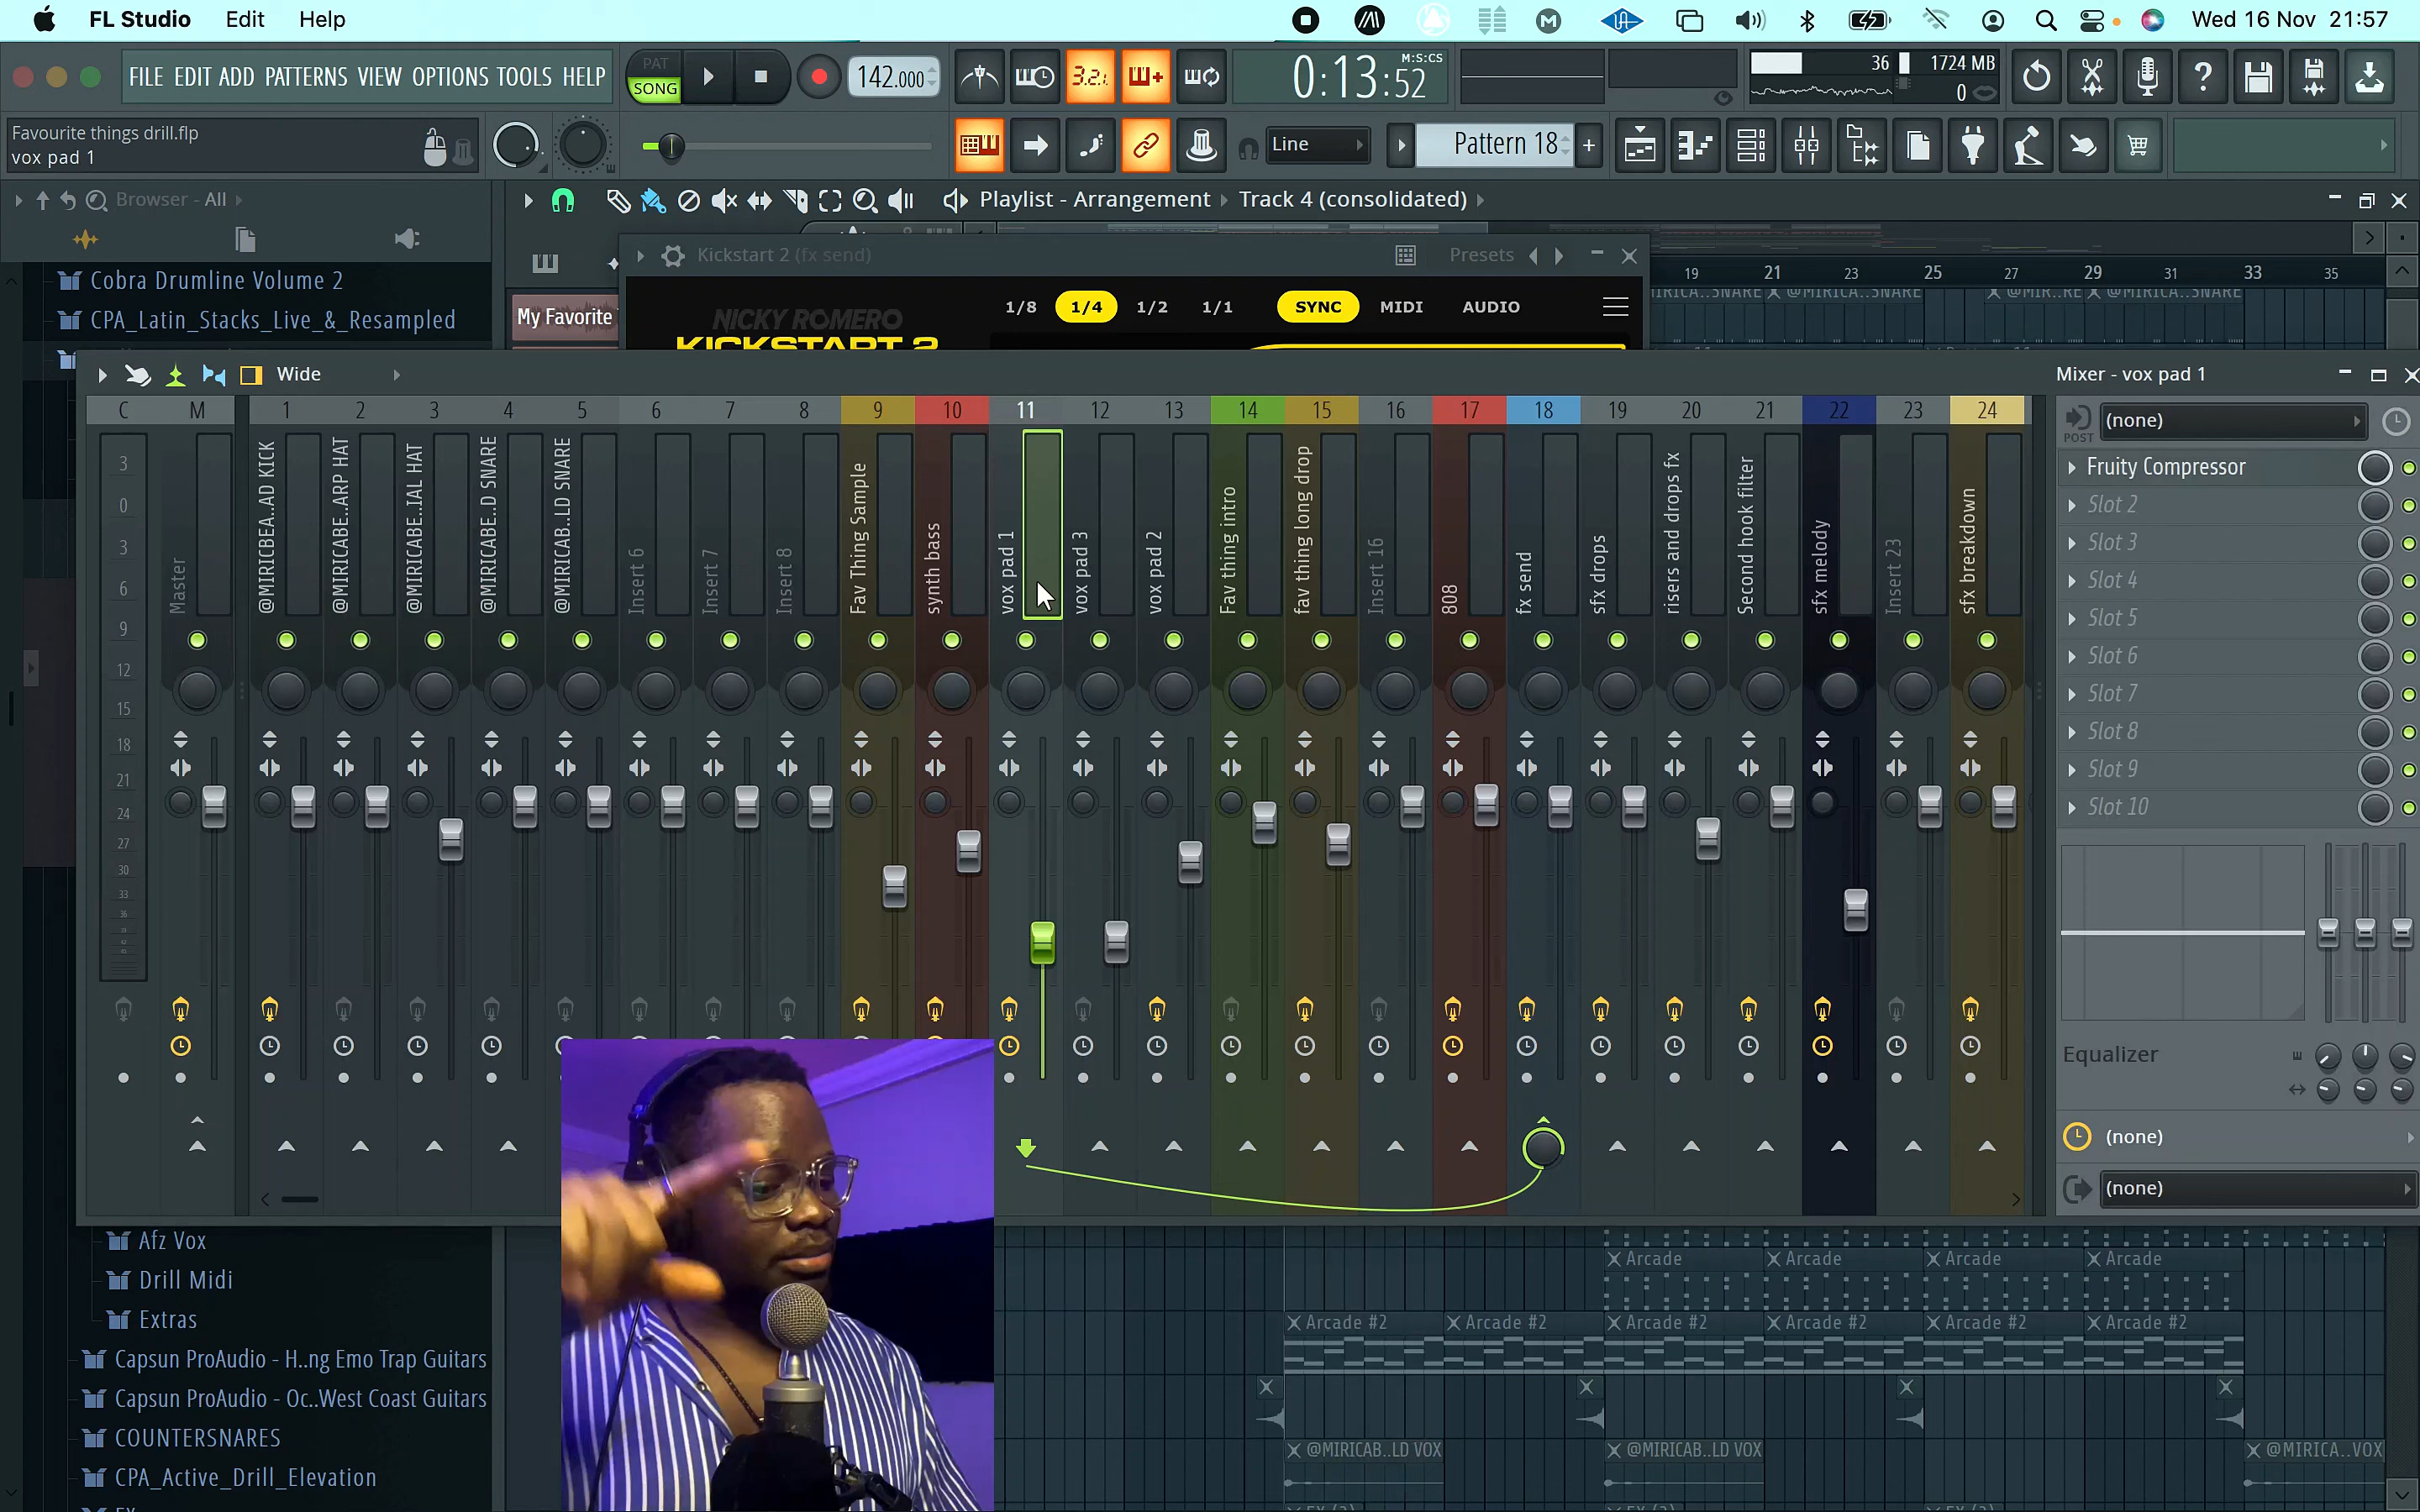 FL Studio Edit Help Wed 16 Nov 21:57
FILE EDIT ADD PATTERNS VIEW OPTIONS TOOLS HELP
PAT
SONG
142.000
3.2.
M:S:CS
0:13:52
36
1724 MB
0
Favourite things drill.flp
vox pad 1
Line
Pattern 18
Browser - All
Playlist - Arrangement Track 4 (consolidated)
Kickstart 2 (fx send)
Presets
19 21 23 25 27 29 31 33 35
Cobra Drumline Volume 2
CPA_Latin_Stacks_Live_&_Resampled
My Favorite
NICKY ROMERO
KICKSTART 2
1/8 1/4 1/2 1/1 SYNC MIDI AUDIO
@MIRICA..SNARE
@MIR..RE
@MIRICA..SNARE
Wide
Mixer - vox pad 1
C M 1 2 3 4 5 6 7 8 9 10 11 12 13 14 15 16 17 18 19 20 21 22 23 24
3
0
3
6
9
12
15
18
21
24
27
30
33
36
Master
@MIRICBEA..AD KICK
@MIRICABE..ARP HAT
@MIRICABE..IAL HAT
@MIRICABE..D SNARE
@MIRICAB..LD SNARE
Insert 6
Insert 7
Insert 8
Fav Thing Sample
synth bass
vox pad 1
vox pad 3
vox pad 2
Fav thing intro
fav thing long drop
Insert 16
808
fx send
sfx drops
risers and drops fx
Second hook filter
sfx melody
Insert 23
sfx breakdown
POST
(none)
Fruity Compressor
Slot 2
Slot 3
Slot 4
Slot 5
Slot 6
Slot 7
Slot 8
Slot 9
Slot 10
Equalizer
(none)
(none)
Afz Vox
Drill Midi
Extras
Capsun ProAudio - H..ng Emo Trap Guitars
Capsun ProAudio - Oc..West Coast Guitars
COUNTERSNARES
CPA_Active_Drill_Elevation
Arcade Arcade Arcade Arcade
Arcade #2 Arcade #2 Arcade #2 Arcade #2 Arcade #2 Arcade #2
@MIRICAB..LD VOX
@MIRICAB..LD VOX
@MIRICA..VOX